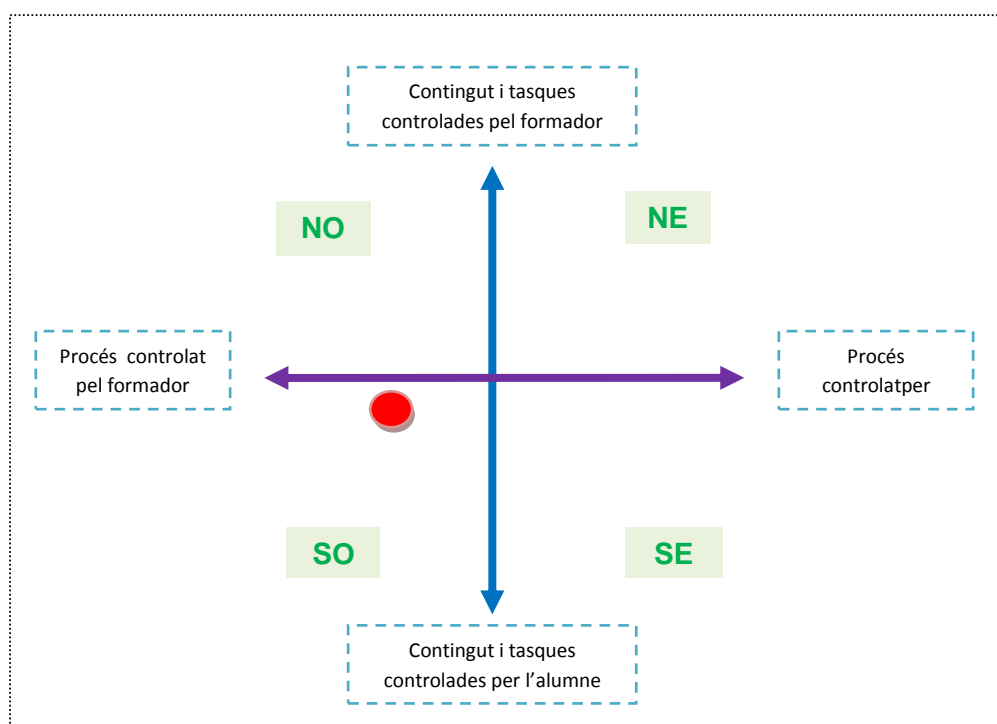 Contingut i tasques
controlades pel formador
NO
NE
Procés controlat
pel formador
Procés
controlatper
SO
SE
Contingut i tasques
controlades per l’alumne